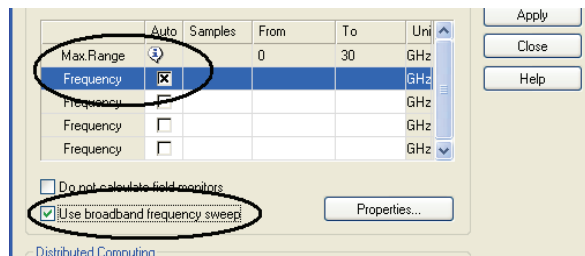 Auto Samples From To Uni
Apply
Max.Range 0 30 GHz
Close
Frequency GHz
Help
Frequency GHz
Frequency GHz
Frequency GHz
Do not calculate field monitors
Use broadband frequency sweep Properties...
Distributed Computing